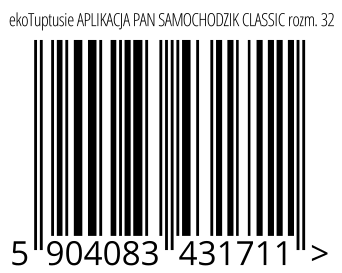 ekoTuptusie APLIKACJA PAN SAMOCHODZIK CLASSIC rozm. 32
5 904083 431711 >